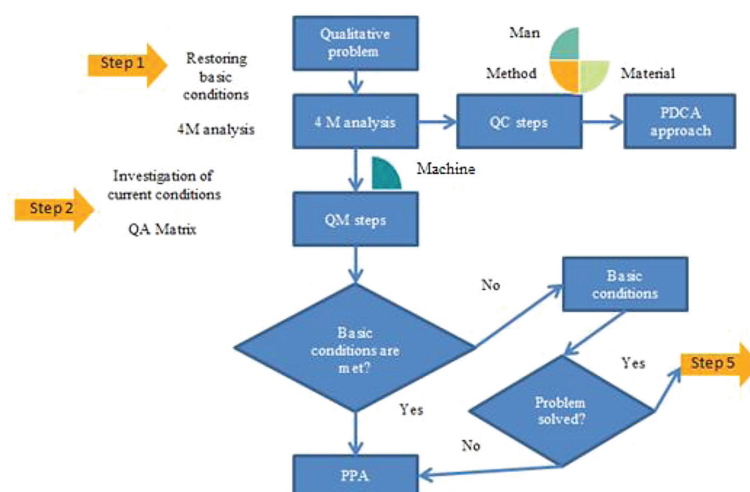 Step 1
Restoring
basic
conditions
4M analysis
Qualitative
problem
Man
Method
Material
4 M analysis
QC steps
PDCA
approach
Machine
Step 2
Investigation of
current conditions
QA Matrix
QM steps
No
Basic
conditions
Basic
conditions are
met?
Yes
Step 5
Problem
solved?
Yes
No
PPA